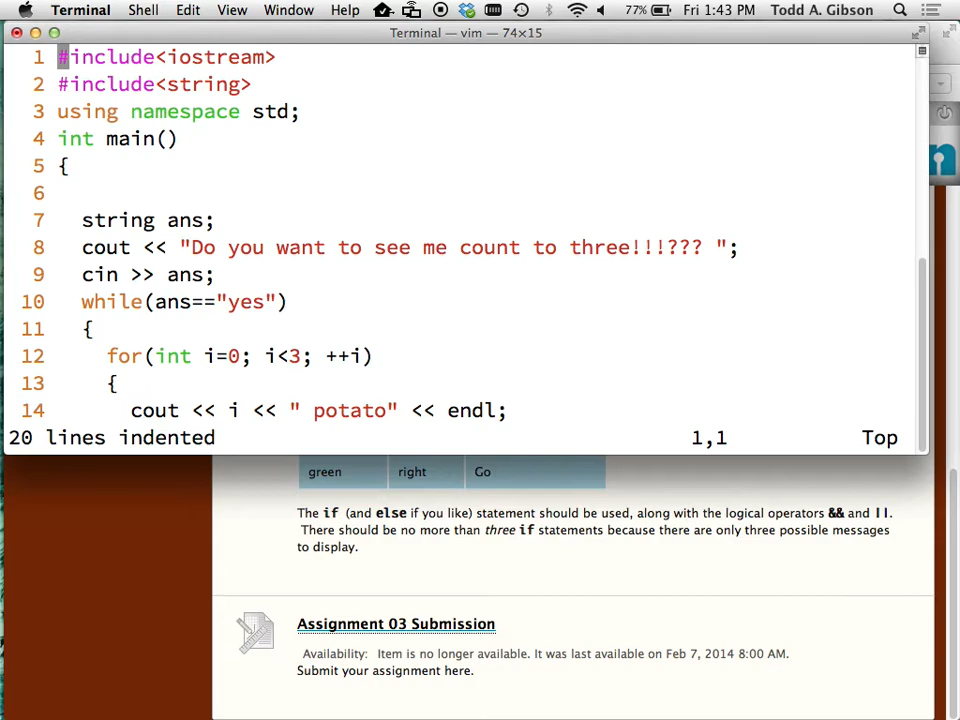 Terminal Shell Edit View Window Help 77% Fri 1:43 PM Todd A. Gibson
Terminal — vim — 74×15
1 #include<iostream>
2 #include<string>
3 using namespace std;
4 int main()
5 {
6
7 string ans;
8 cout << "Do you want to see me count to three!!!??? ";
9 cin >> ans;
10 while(ans=="yes")
11 {
12 for(int i=0; i<3; ++i)
13 {
14 cout << i << " potato" << endl;
20 lines indented 1,1 Top
green right Go
The if (and else if you like) statement should be used, along with the logical operators && and ||.
There should be no more than three if statements because there are only three possible messages
to display.
Assignment 03 Submission
Availability: Item is no longer available. It was last available on Feb 7, 2014 8:00 AM.
Submit your assignment here.